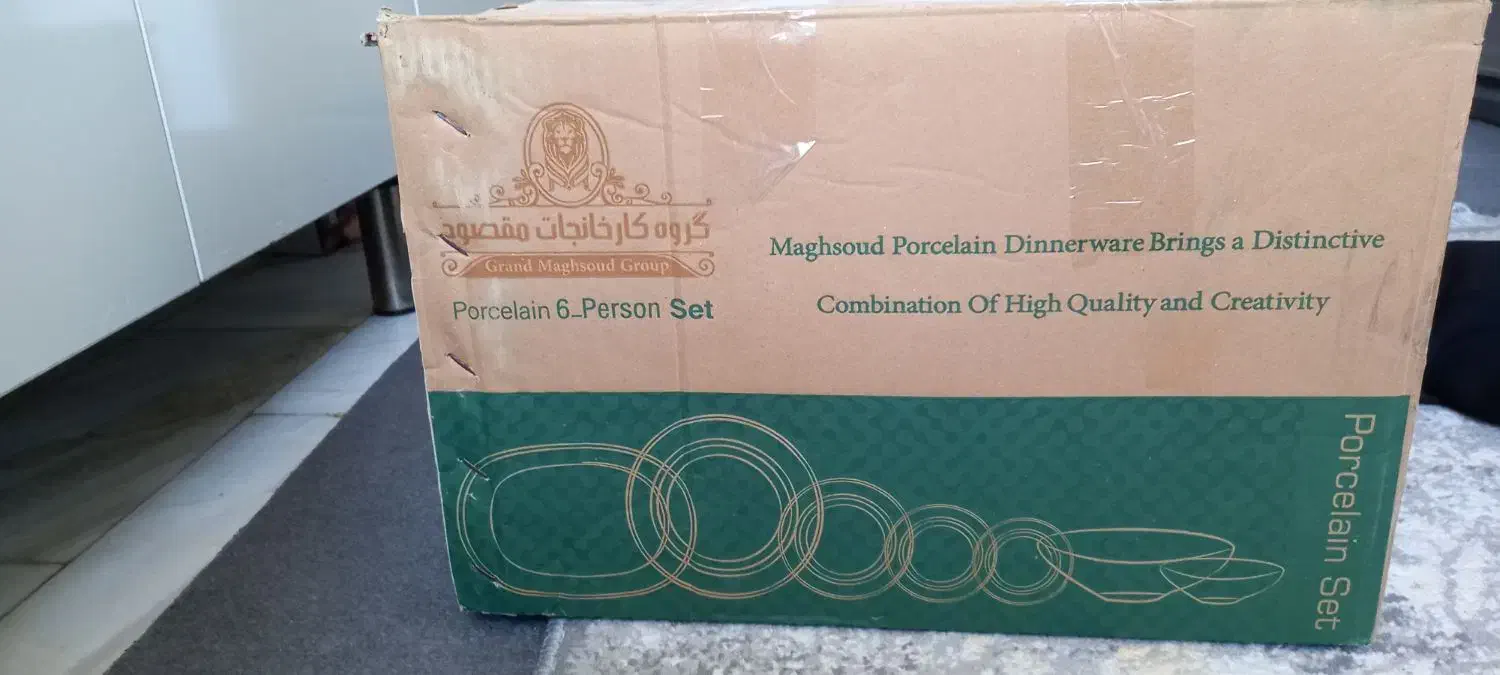 گروه کارخانجات مقصود
Grand Maghsoud Group
Porcelain 6_Person Set
Maghsoud Porcelain Dinnerware Brings a Distinctive
Combination Of High Quality and Creativity
Porcelain Set